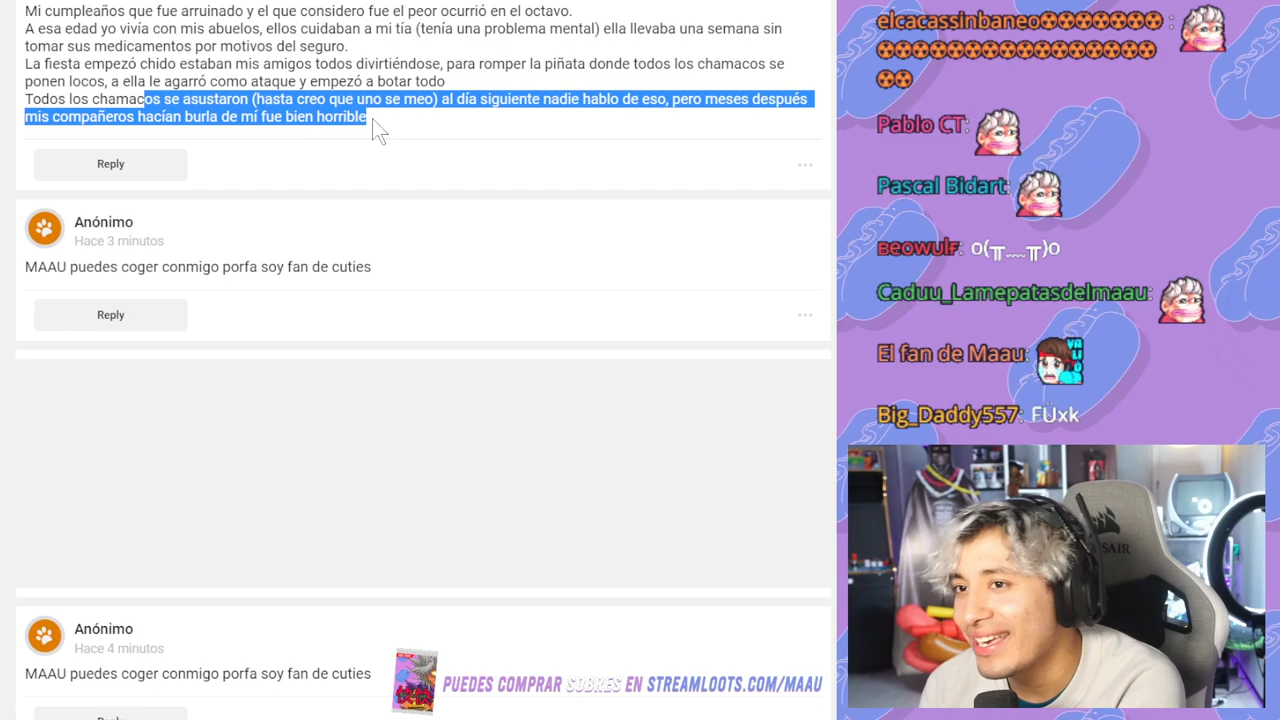 Mi cumpleaños que fue arruinado y el que considero fue el peor ocurrió en el octavo.
A esa edad yo vivía con mis abuelos, ellos cuidaban a mi tía (tenía una problema mental) ella llevaba una semana sin
tomar sus medicamentos por motivos del seguro.
La fiesta empezó chido estaban mis amigos todos divirtiéndose, para romper la piñata donde todos los chamacos se
ponen locos, a ella le agarró como ataque y empezó a botar todo
Todos los chamacos se asustaron (hasta creo que uno se meo) al día siguiente nadie hablo de eso, pero meses después
mis compañeros hacían burla de mí fue bien horrible
Reply
Anónimo
Hace 3 minutos
MAAU puedes coger conmigo porfa soy fan de cuties
Reply
Anónimo
Hace 4 minutos
MAAU puedes coger conmigo porfa soy fan de cuties
elcacassinbaneo☢☢☢☢☢☢☢ :
☢☢☢☢☢☢☢☢☢☢☢☢☢☢☢☢
☢☢
Pablo CT:
Pascal Bidart:
ʙᴇᴏᴡᴜʟғ: o(╥﹏╥)o
Caduu_Lamepatasdelmaau:
El fan de Maau:
VALIOR
Big_Daddy557: FUxk
CORSAIR
PUEDES COMPRAR SOBRES EN STREAMLOOTS.COM/MAAU